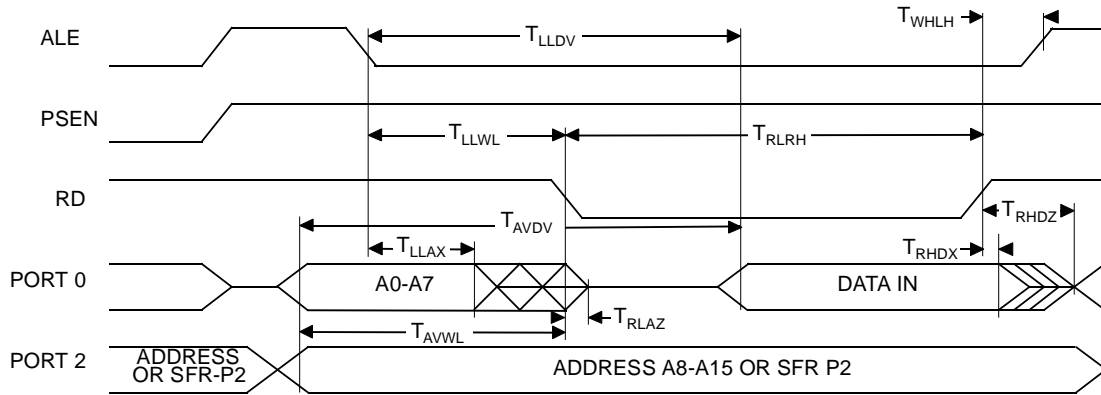 ALE
T_LLDV
T_WHLH
PSEN
T_LLWL
T_RLRH
RD
T_AVDV
T_RHDZ
T_LLAX
T_RHDX
PORT 0
A0-A7
DATA IN
T_RLAZ
T_AVWL
PORT 2
ADDRESS
OR SFR-P2
ADDRESS A8-A15 OR SFR P2